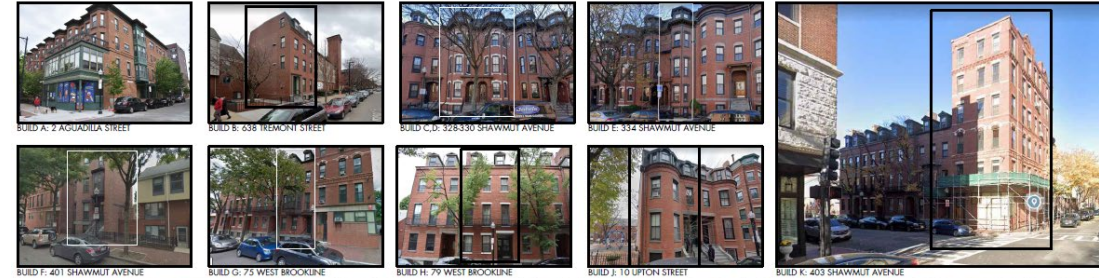 BUILD A: 2 AGUADILLA STREET
BUILD B: 638 TREMONT STREET
BUILD C,D: 328-330 SHAWMUT AVENUE
BUILD E: 334 SHAWMUT AVENUE
BUILD F: 401 SHAWMUT AVENUE
BUILD G: 75 WEST BROOKLINE
BUILD H: 79 WEST BROOKLINE
BUILD J: 10 UPTON STREET
BUILD K: 403 SHAWMUT AVENUE